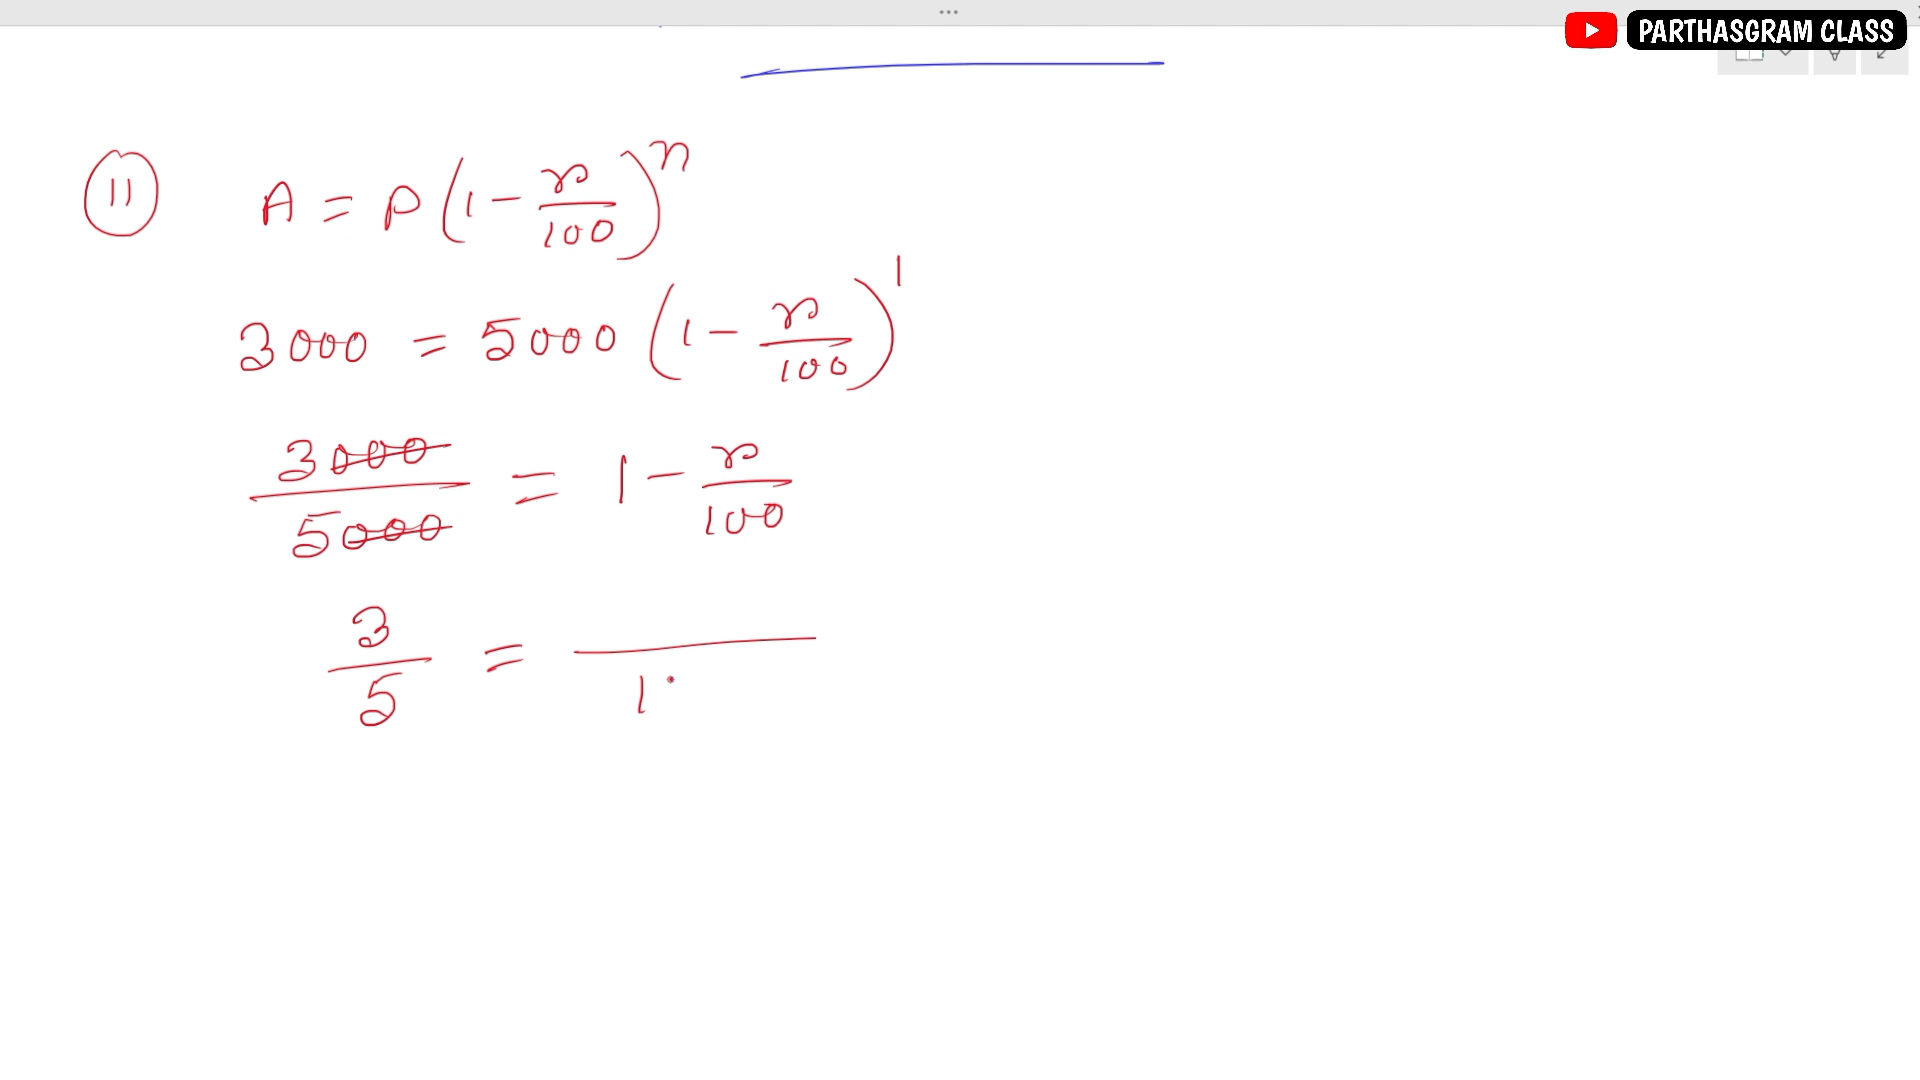 PARTHASGRAM CLASS
11 A = P(1 - r/100)^n
3000 = 5000 (1 - r/100)^1
3000/5000 = 1 - r/100
3/5 = /1